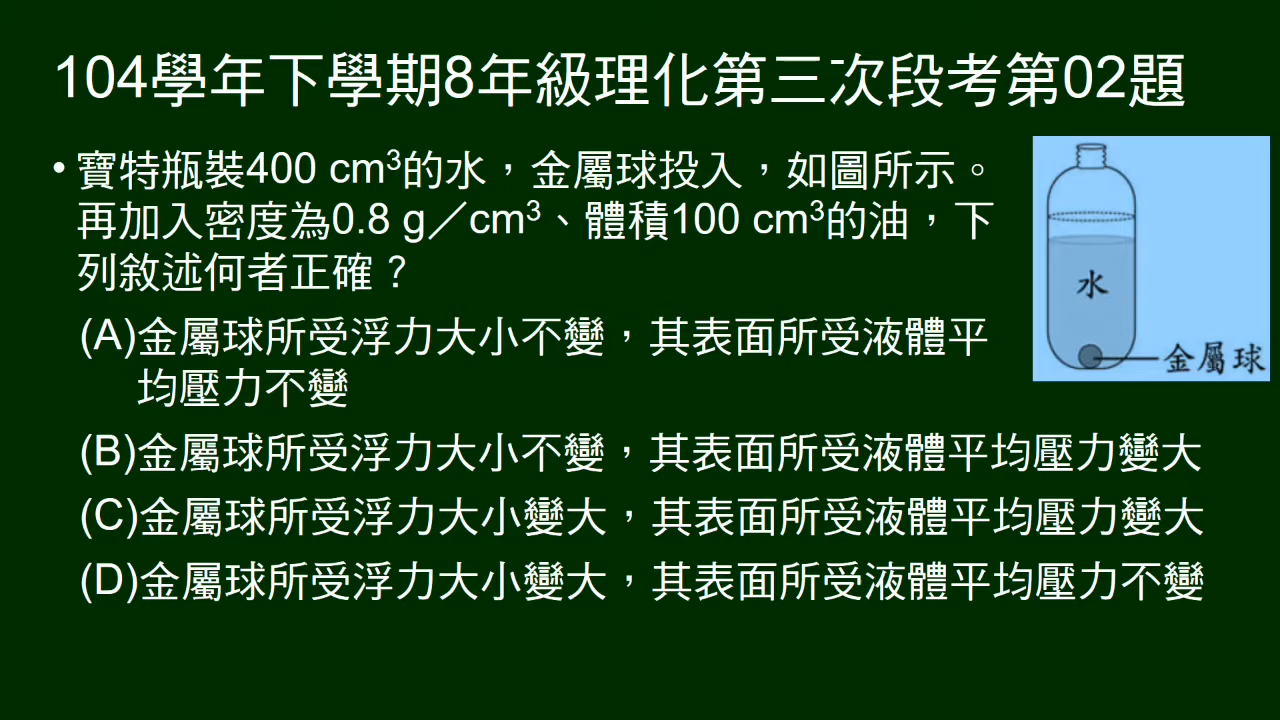 104學年下學期8年級理化第三次段考第02題
• 寶特瓶裝400 cm³的水，金屬球投入，如圖所示。
再加入密度為0.8 g／cm³、體積100 cm³的油，下
列敘述何者正確？
(A)金屬球所受浮力大小不變，其表面所受液體平
均壓力不變
(B)金屬球所受浮力大小不變，其表面所受液體平均壓力變大
(C)金屬球所受浮力大小變大，其表面所受液體平均壓力變大
(D)金屬球所受浮力大小變大，其表面所受液體平均壓力不變
水
金屬球